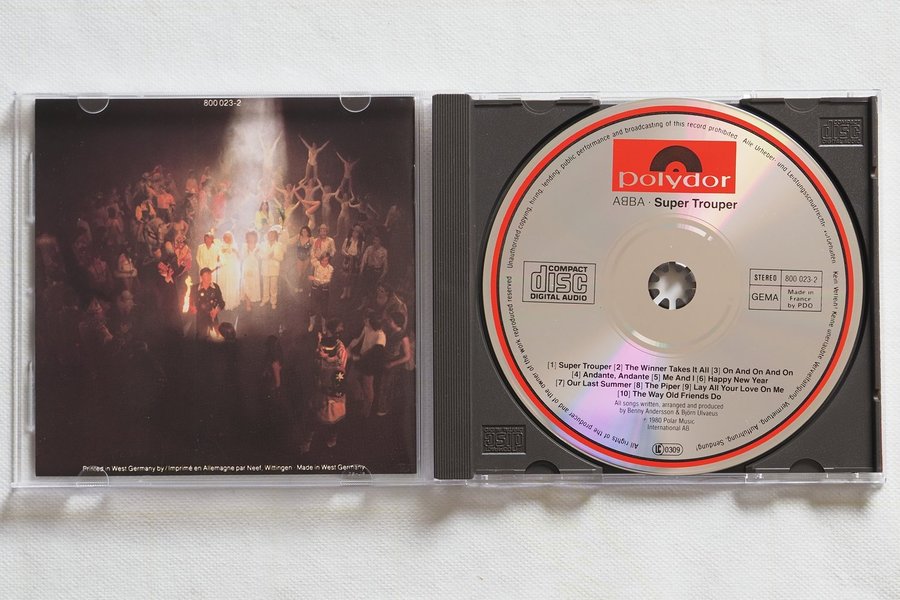 800 023-2
Printed in West Germany by / Imprimé en Allemagne par Neef, Wittingen · Made in West Germany
Unauthorised copying, hiring, lending, public performance and broadcasting of this record prohibited. Alle Urheber- und Leistungsschutzrechte vorbehalten. Kein Verleih! Keine unerlaubte Vervielfältigung, Vermietung, Aufführung, Sendung!
All rights of the producer and of the owner of the work reproduced reserved
polydor
ABBA · Super Trouper
COMPACT
disc
DIGITAL AUDIO
STEREO 800 023-2
GEMA Made in France by PDO
[1] Super Trouper [2] The Winner Takes It All [3] On And On And On
[4] Andante, Andante [5] Me And I [6] Happy New Year
[7] Our Last Summer [8] The Piper [9] Lay All Your Love On Me
[10] The Way Old Friends Do
All songs written, arranged and produced
by Benny Andersson & Björn Ulvaeus
℗ 1980 Polar Music
International AB
LC 0309
disc
disc